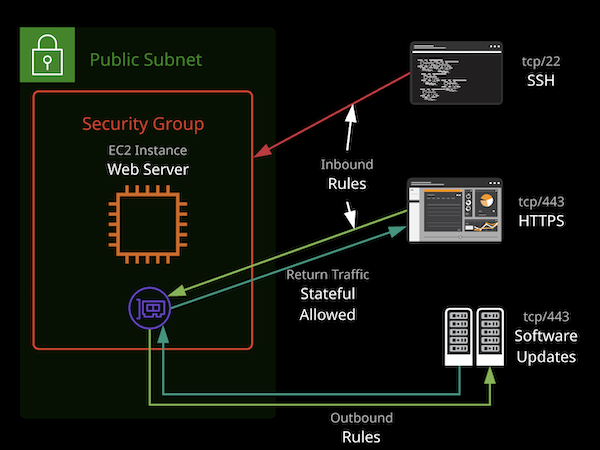 Public Subnet
Security Group
EC2 Instance
Web Server
tcp/22
SSH
Inbound
Rules
tcp/443
HTTPS
Return Traffic
Stateful
Allowed
tcp/443
Software
Updates
Outbound
Rules